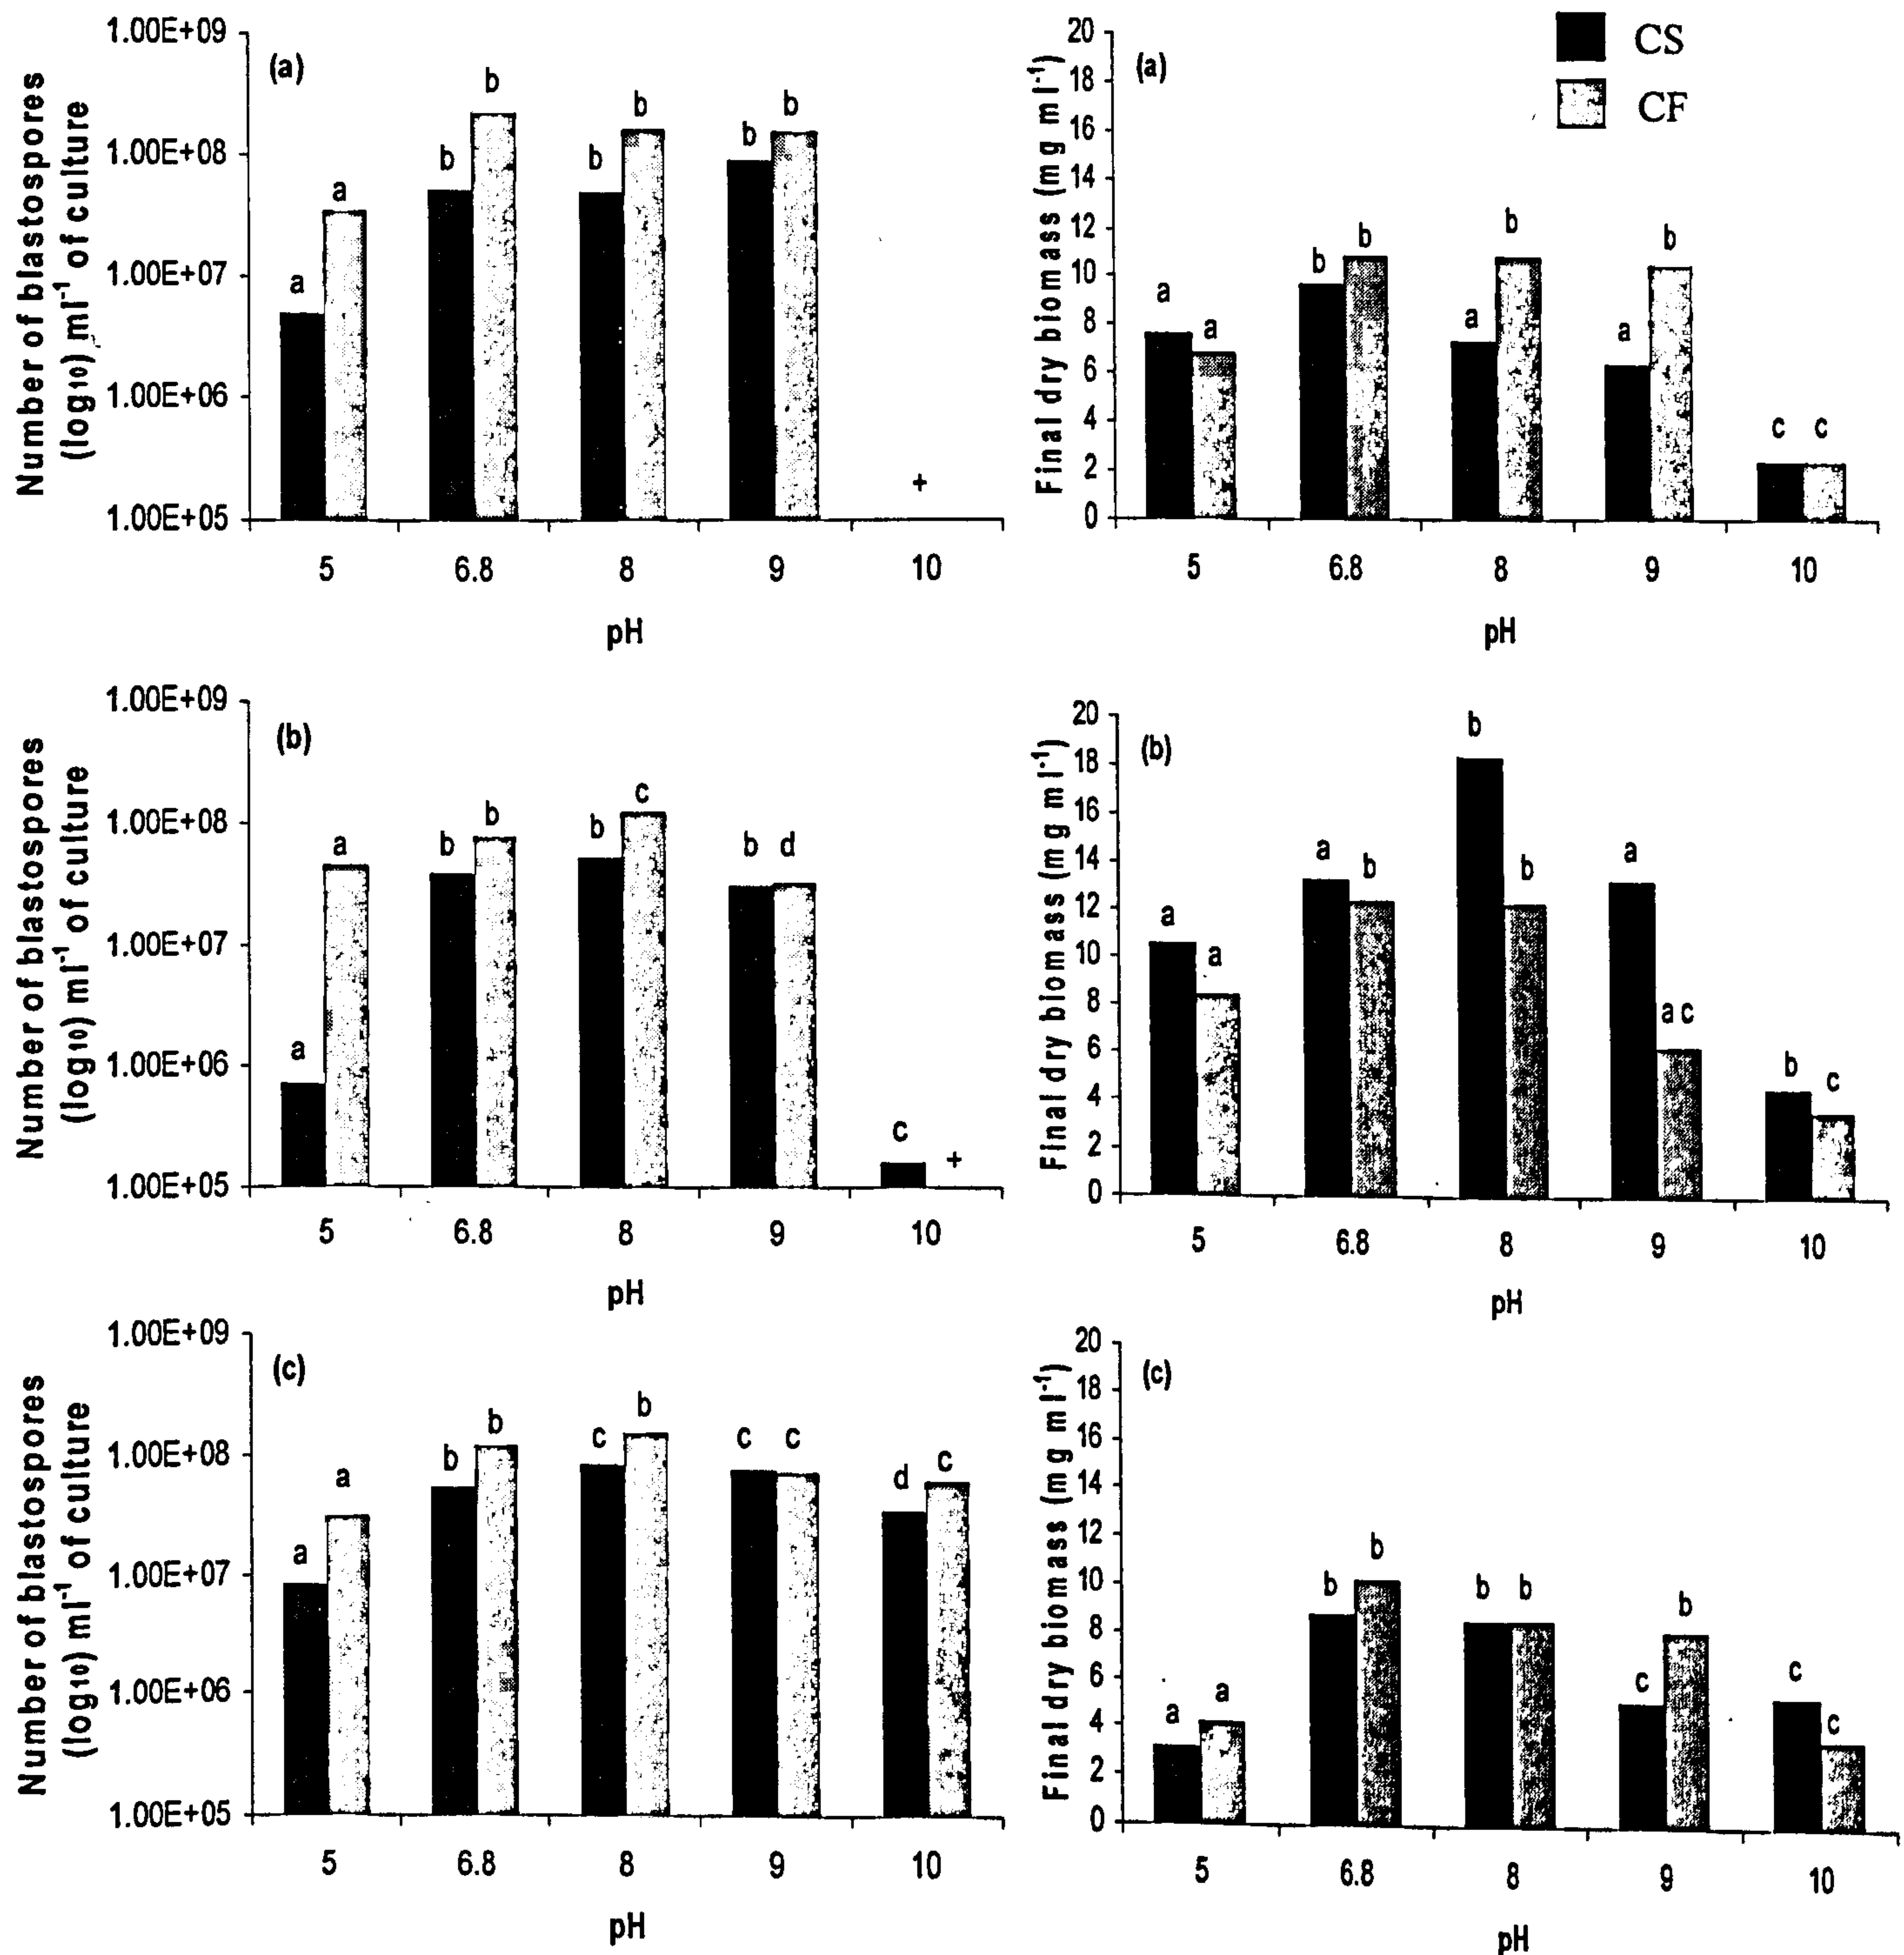 CS
CF
Number of blastospores
(log10) ml-1 of culture
1.00E+09
1.00E+08
1.00E+07
1.00E+06
1.00E+05
(a)
a a b b b b b b +
5 6.8 8 9 10
pH
Final dry biomass (mg ml-1)
20
18
16
14
12
10
8
6
4
2
0
(a)
a a b b a b a b c c
5 6.8 8 9 10
pH
Number of blastospores
(log10) ml-1 of culture
1.00E+09
1.00E+08
1.00E+07
1.00E+06
1.00E+05
(b)
a a b b b c b d c +
5 6.8 8 9 10
pH
Final dry biomass (mg ml-1)
20
18
16
14
12
10
8
6
4
2
0
(b)
a a a b b b a a c b c
5 6.8 8 9 10
pH
Number of blastospores
(log10) ml-1 of culture
1.00E+09
1.00E+08
1.00E+07
1.00E+06
1.00E+05
(c)
a a b b c b c c d c
5 6.8 8 9 10
pH
Final dry biomass (mg ml-1)
20
18
16
14
12
10
8
6
4
2
0
(c)
a a b b b b c b c c
5 6.8 8 9 10
pH